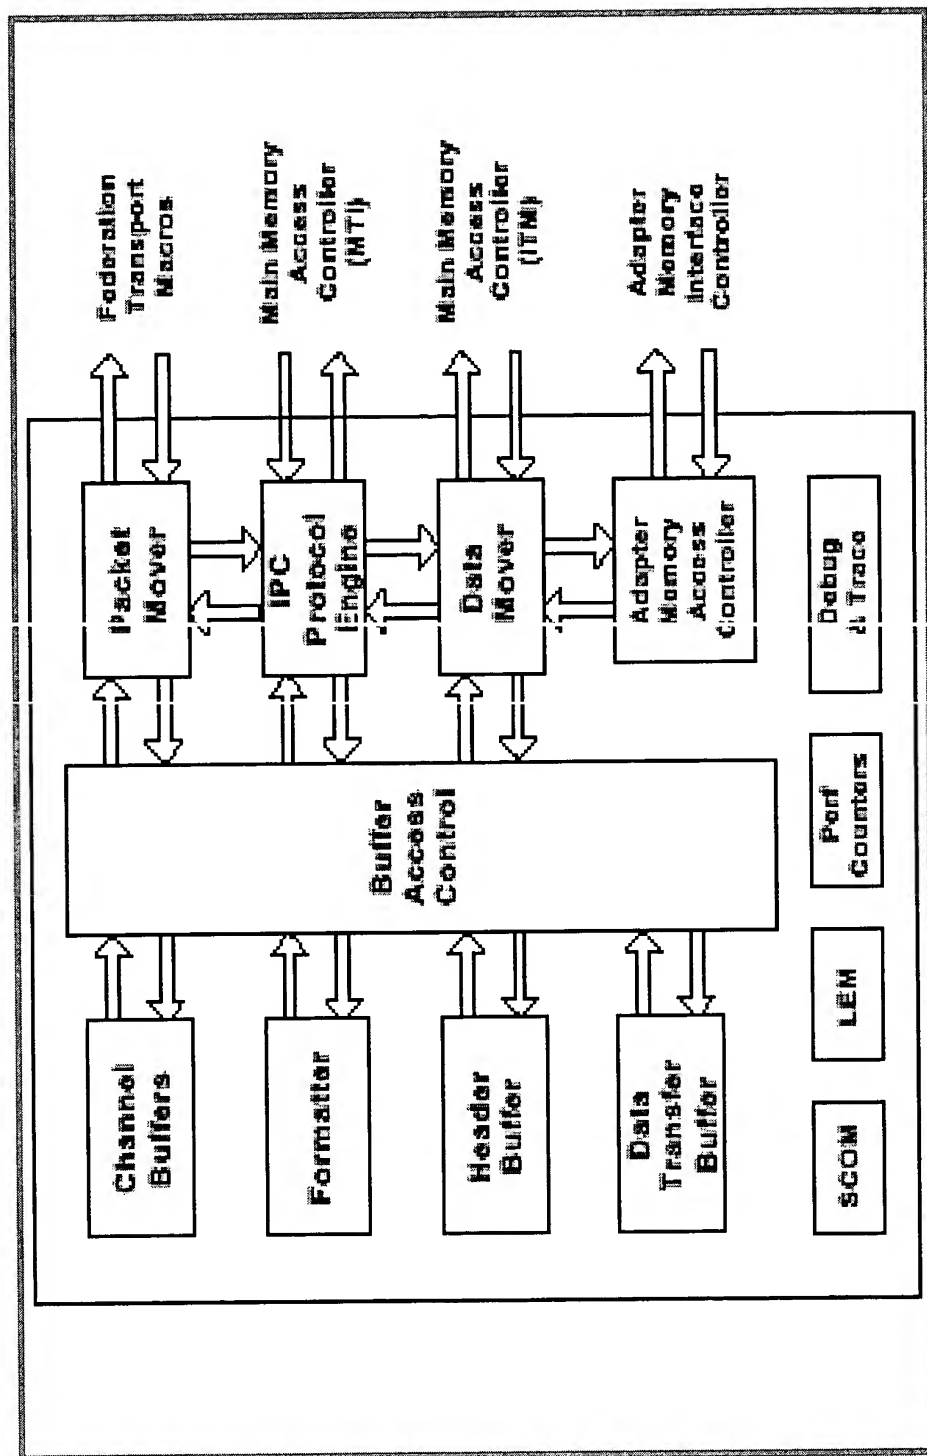 Channel
Buffers
Formatter
Header
Buffer
Data
Transfer
Buffer
Buffer
Access
Control
Packet
Mover
IPC
Protocol
Engine
Data
Mover
Adapter
Memory
Access
Controller
Federation
Transport
Macros
Main Memory
Access
Controller
(MTI)
Main Memory
Access
Controller
(ITM)
Adapter
Memory
Interface
Controller
SCOM
LEM
Perf
Counters
Debug
& Trace